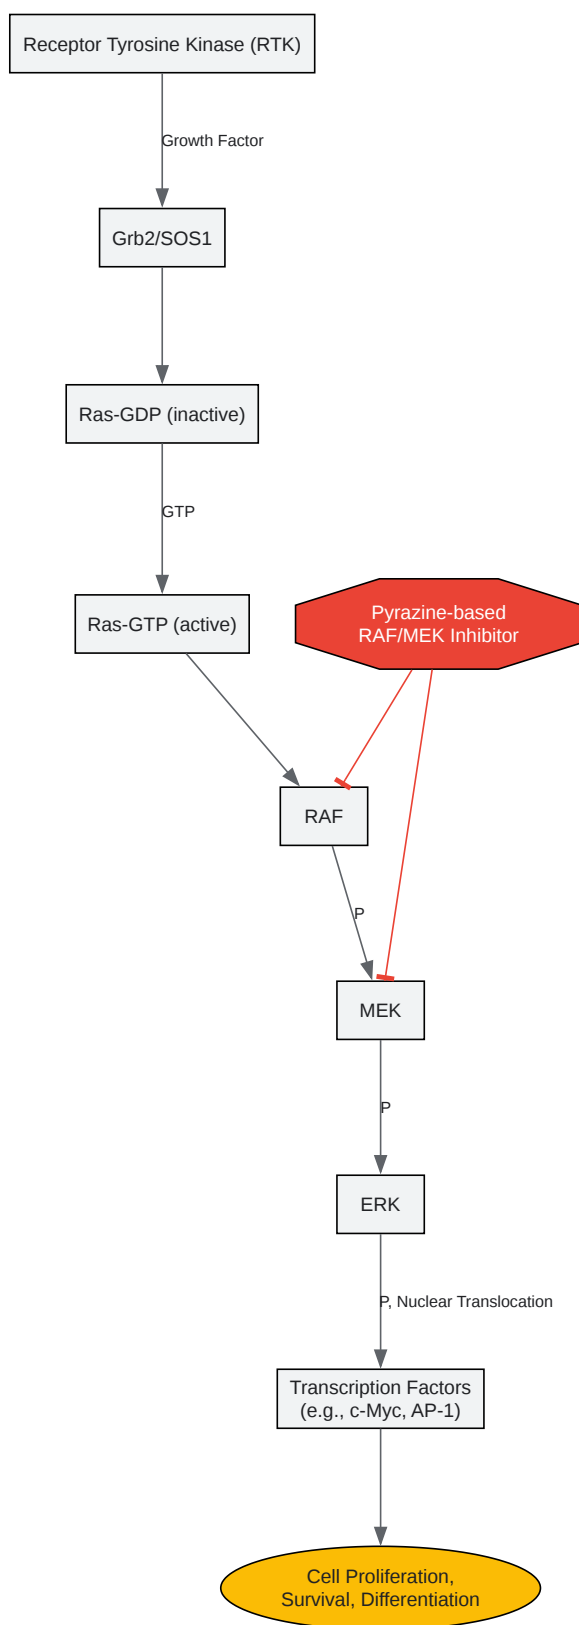 Receptor Tyrosine Kinase (RTK)
Growth Factor
Grb2/SOS1
Ras-GDP (inactive)
GTP
Ras-GTP (active)
Pyrazine-based
RAF/MEK Inhibitor
RAF
P
MEK
P
ERK
P, Nuclear Translocation
Transcription Factors
(e.g., c-Myc, AP-1)
Cell Proliferation,
Survival, Differentiation